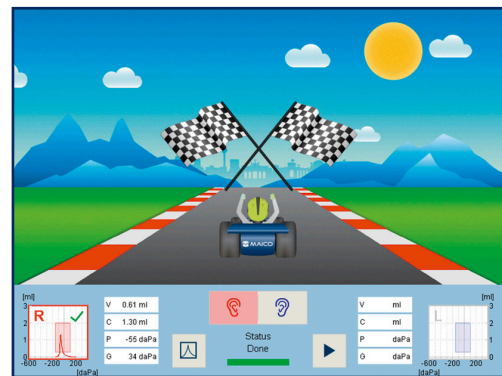 MAICO
[ml]
3
2
1
0
R
-600 -200 200
[daPa]
V 0.61 ml
C 1.30 ml
P -55 daPa
G 34 daPa
Status
Done
V ml
C ml
P daPa
G daPa
[ml]
3
2
1
0
L
-600 -200 200
[daPa]